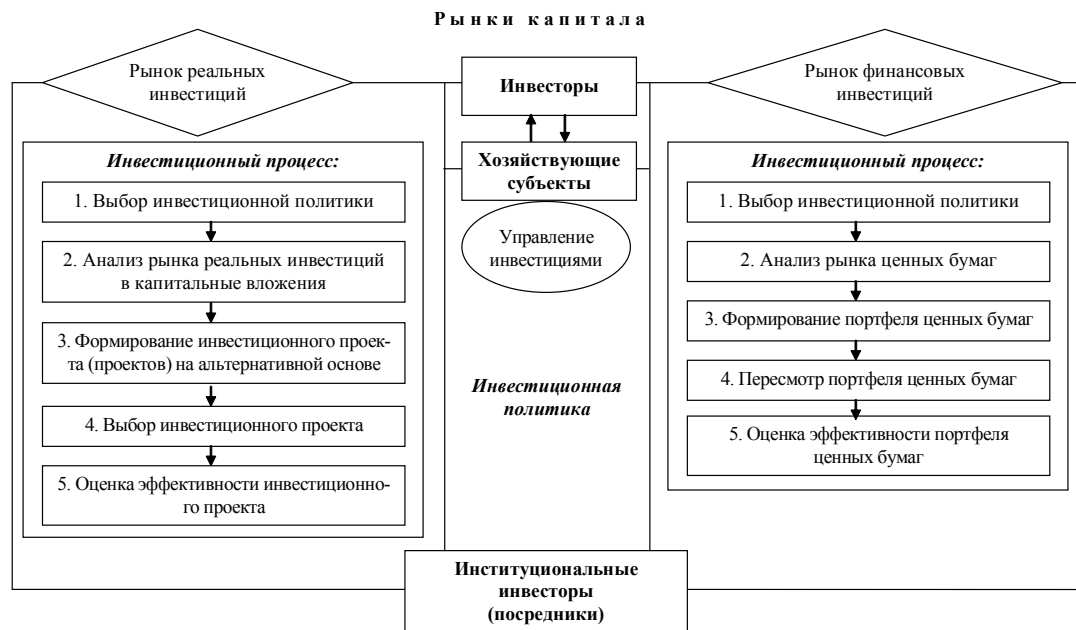 Рынки капитала
Рынок реальных
инвестиций
Инвестиционный процесс:
1. Выбор инвестиционной политики
2. Анализ рынка реальных инвестиций
в капитальные вложения
3. Формирование инвестиционного проек-
та (проектов) на альтернативной основе
4. Выбор инвестиционного проекта
5. Оценка эффективности инвестиционно-
го проекта
Инвесторы
Хозяйствующие
субъекты
Управление
инвестициями
Инвестиционная
политика
Рынок финансовых
инвестиций
Инвестиционный процесс:
1. Выбор инвестиционной политики
2. Анализ рынка ценных бумаг
3. Формирование портфеля ценных бумаг
4. Пересмотр портфеля ценных бумаг
5. Оценка эффективности портфеля
ценных бумаг
Институциональные
инвесторы
(посредники)